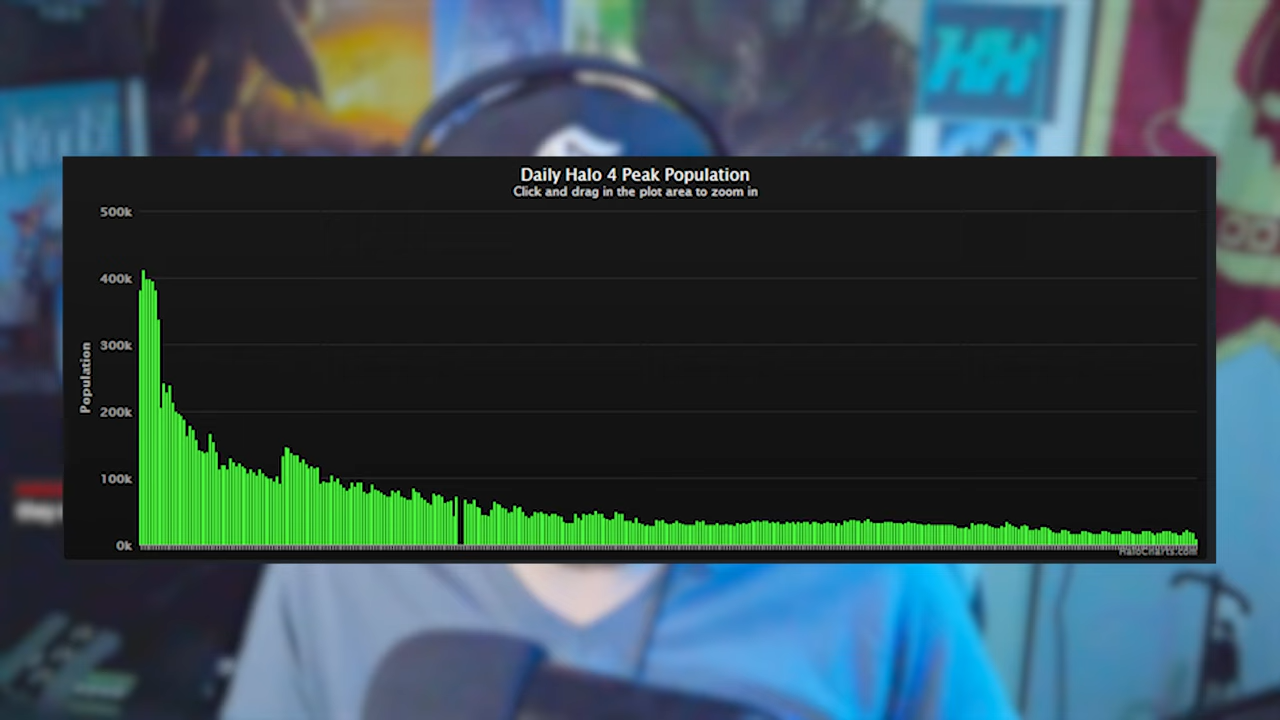 Daily Halo 4 Peak Population
Click and drag in the plot area to zoom in
500k
400k
300k
200k
100k
0k
Population
HaloCharts.com